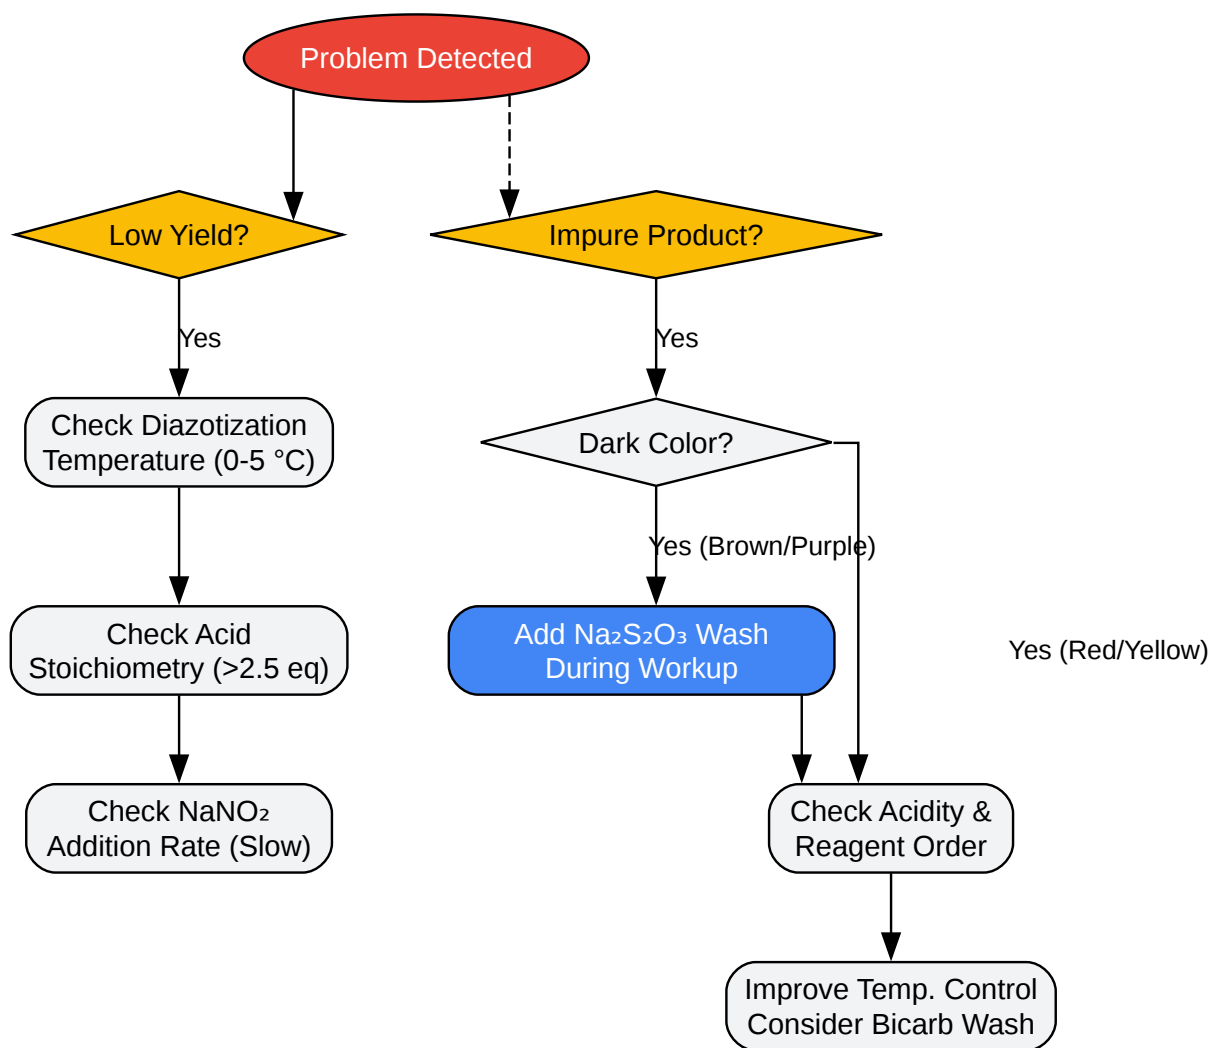 Problem Detected
Low Yield?
Impure Product?
Yes
Yes
Check Diazotization
Temperature (0-5 °C)
Dark Color?
Yes (Brown/Purple)
Check Acid
Stoichiometry (>2.5 eq)
Add Na₂S₂O₃ Wash
During Workup
Yes (Red/Yellow)
Check NaNO₂
Addition Rate (Slow)
Check Acidity &
Reagent Order
Improve Temp. Control
Consider Bicarb Wash